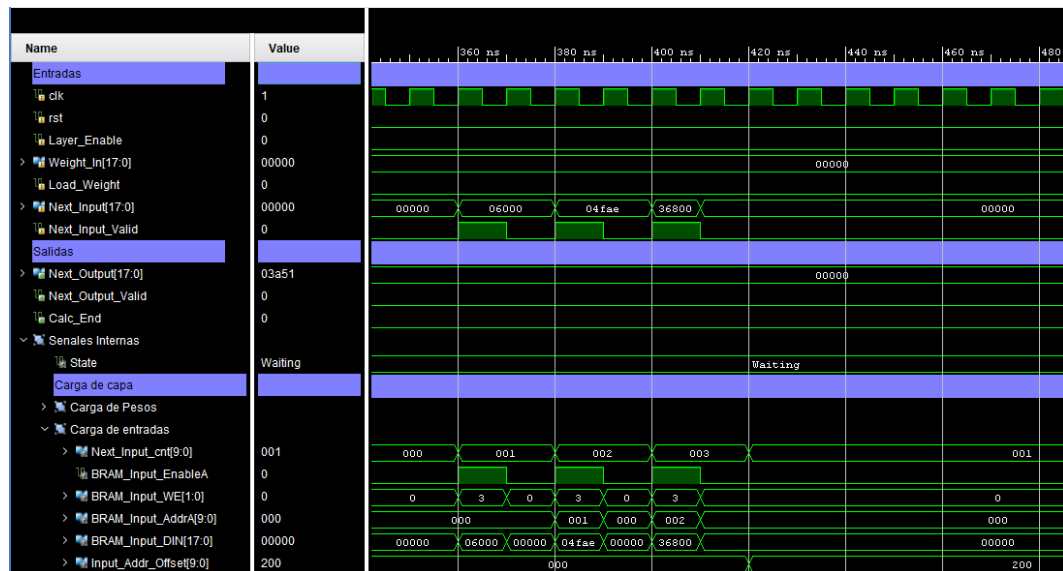 Name Value 360 ns 380 ns 400 ns 420 ns 440 ns 460 ns 480
Entradas
clk 1
rst 0
Layer_Enable 0
Weight_In[17:0] 00000 00000
Load_Weight 0
Next_Input[17:0] 00000 00000 06000 04fae 36800 00000
Next_Input_Valid 0
Salidas
Next_Output[17:0] 03a51 00000
Next_Output_Valid 0
Calc_End 0
Senales Internas
State Waiting Waiting
Carga de capa
Carga de Pesos
Carga de entradas
Next_Input_cnt[9:0] 001 000 001 002 003 001
BRAM_Input_EnableA 0
BRAM_Input_WE[1:0] 0 0 3 0 3 0 3 0
BRAM_Input_AddrA[9:0] 000 000 001 000 002 000
BRAM_Input_DIN[17:0] 00000 00000 06000 00000 04fae 00000 36800 00000
Input_Addr_Offset[9:0] 200 000 200